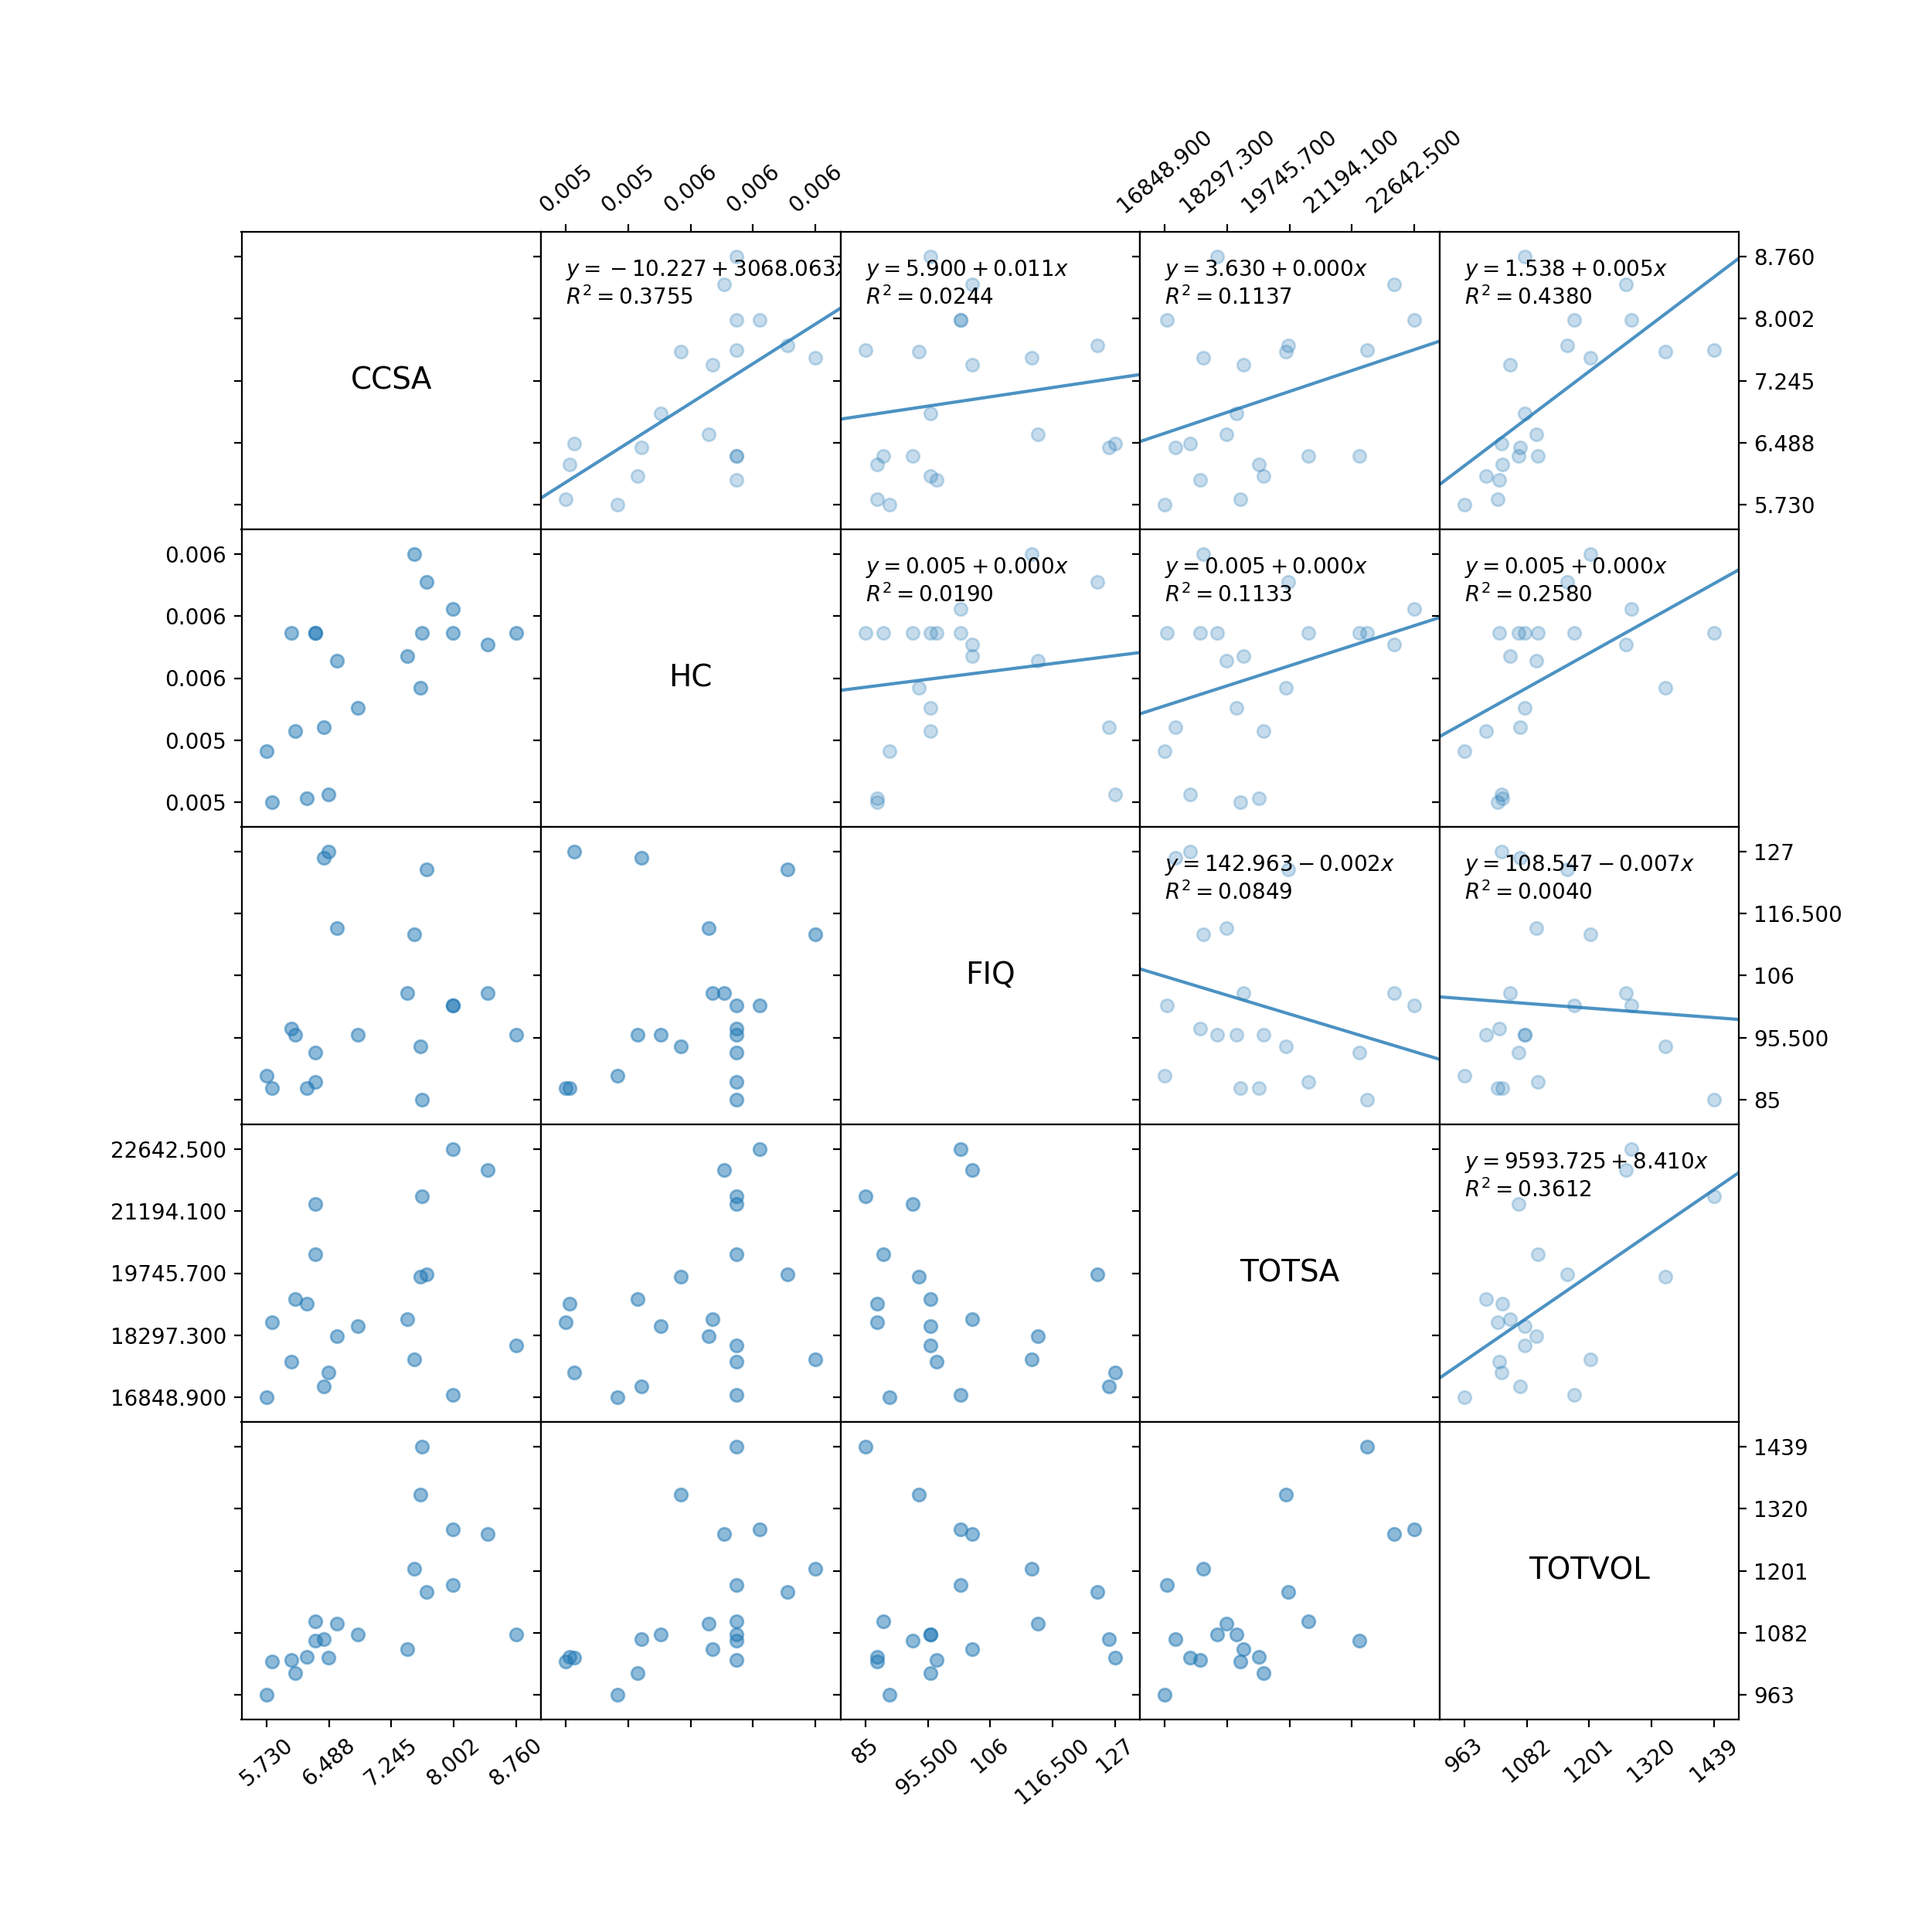 0.005 0.005 0.006 0.006 0.006 16848.900 18297.300 19745.700 21194.100 22642.500
CCSA
y = −10.227 + 3068.063x
R² = 0.3755
y = 5.900 + 0.011x
R² = 0.0244
y = 3.630 + 0.000x
R² = 0.1137
y = 1.538 + 0.005x
R² = 0.4380
8.760
8.002
7.245
6.488
5.730
0.006
0.006
0.006
0.005
0.005
HC
y = 0.005 + 0.000x
R² = 0.0190
y = 0.005 + 0.000x
R² = 0.1133
y = 0.005 + 0.000x
R² = 0.2580
FIQ
y = 142.963 − 0.002x
R² = 0.0849
y = 108.547 − 0.007x
R² = 0.0040
127
116.500
106
95.500
85
22642.500
21194.100
19745.700
18297.300
16848.900
TOTSA
y = 9593.725 + 8.410x
R² = 0.3612
TOTVOL
1439
1320
1201
1082
963
5.730 6.488 7.245 8.002 8.760 85 95.500 106 116.500 127 963 1082 1201 1320 1439